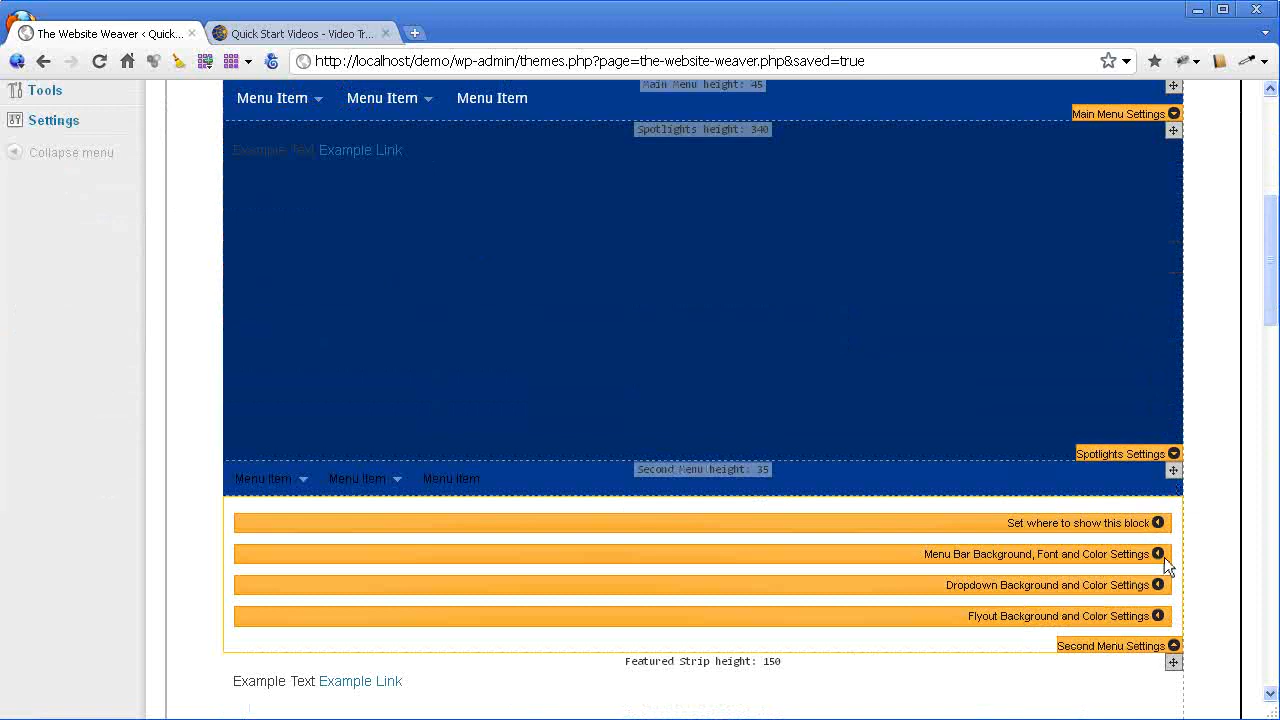 The Website Weaver < Quick...
Quick Start Videos - Video Tr...
http://localhost/demo/wp-admin/themes.php?page=the-website-weaver.php&saved=true
Tools
Settings
Collapse menu
Main Menu height: 45
Menu Item Menu Item Menu Item
Main Menu Settings
Spotlights height: 340
Example Text Example Link
Spotlights Settings
Second Menu height: 35
Menu Item Menu Item Menu Item
Set where to show this block
Menu Bar Background, Font and Color Settings
Dropdown Background and Color Settings
Flyout Background and Color Settings
Second Menu Settings
Featured Strip height: 150
Example Text Example Link